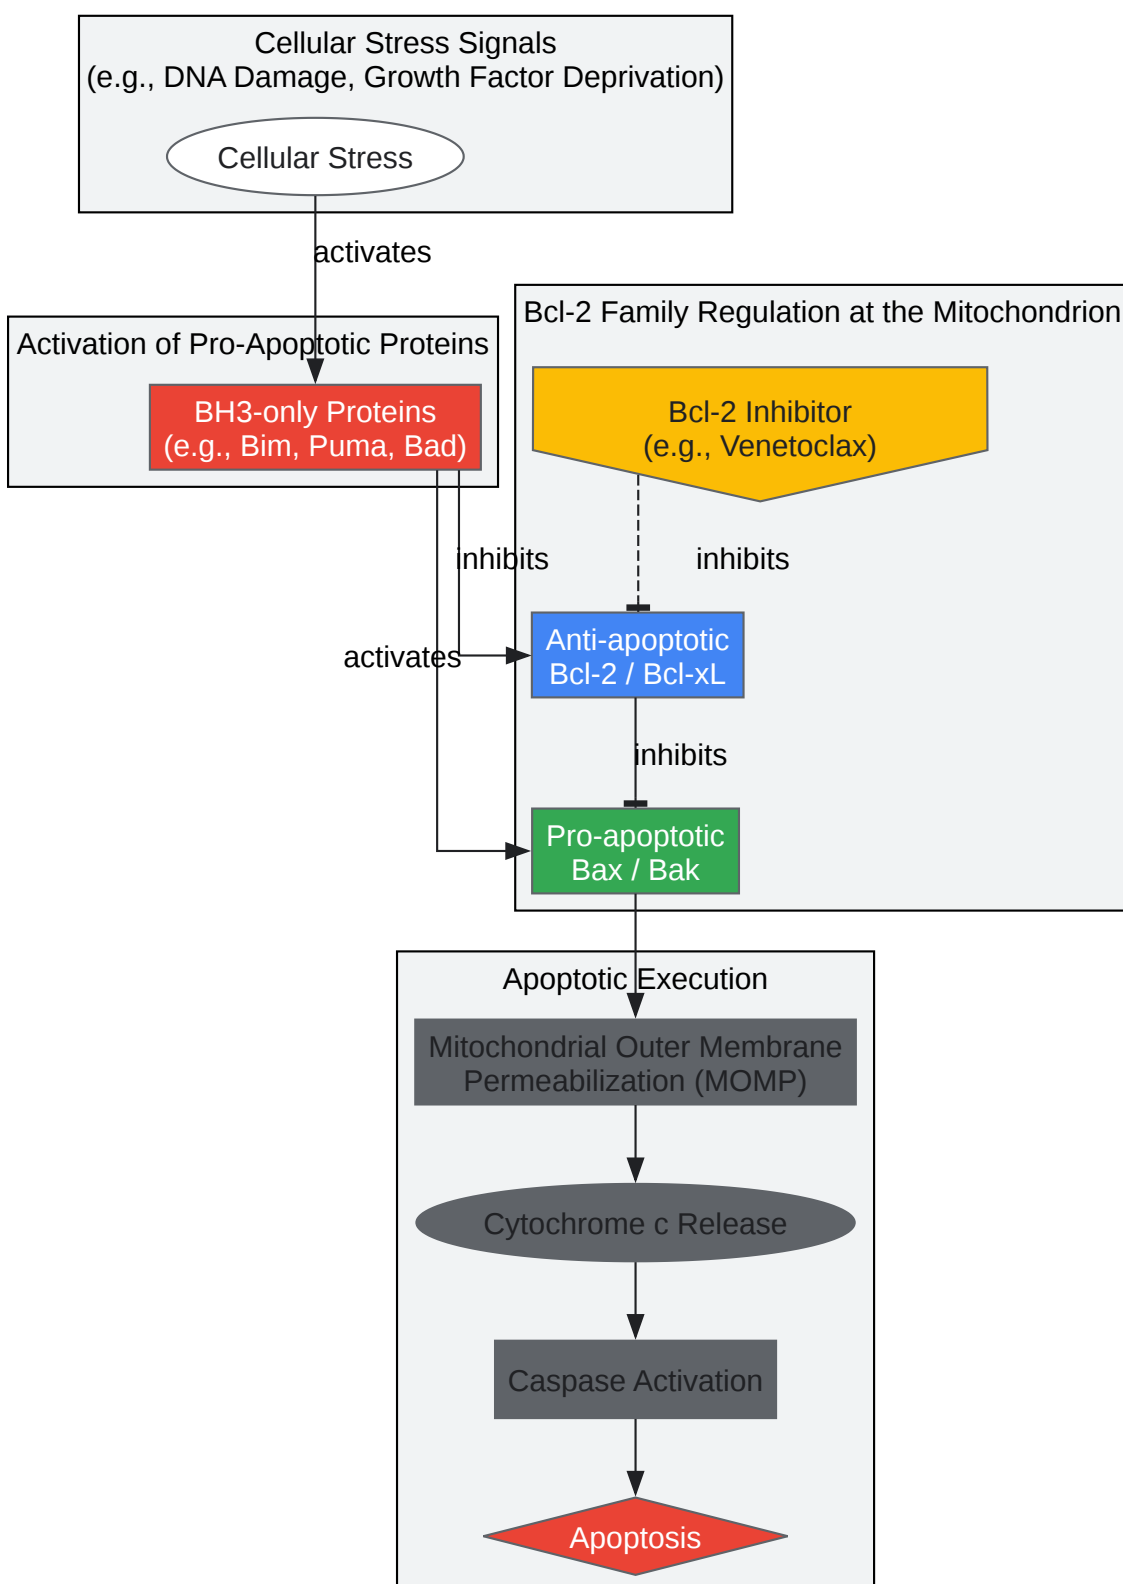 Cellular Stress Signals
(e.g., DNA Damage, Growth Factor Deprivation)
Cellular Stress
activates
Activation of Pro-Apoptotic Proteins
BH3-only Proteins
(e.g., Bim, Puma, Bad)
Bcl-2 Family Regulation at the Mitochondrion
Bcl-2 Inhibitor
(e.g., Venetoclax)
inhibits
inhibits
Anti-apoptotic
Bcl-2 / Bcl-xL
activates
inhibits
Pro-apoptotic
Bax / Bak
Apoptotic Execution
Mitochondrial Outer Membrane
Permeabilization (MOMP)
Cytochrome c Release
Caspase Activation
Apoptosis